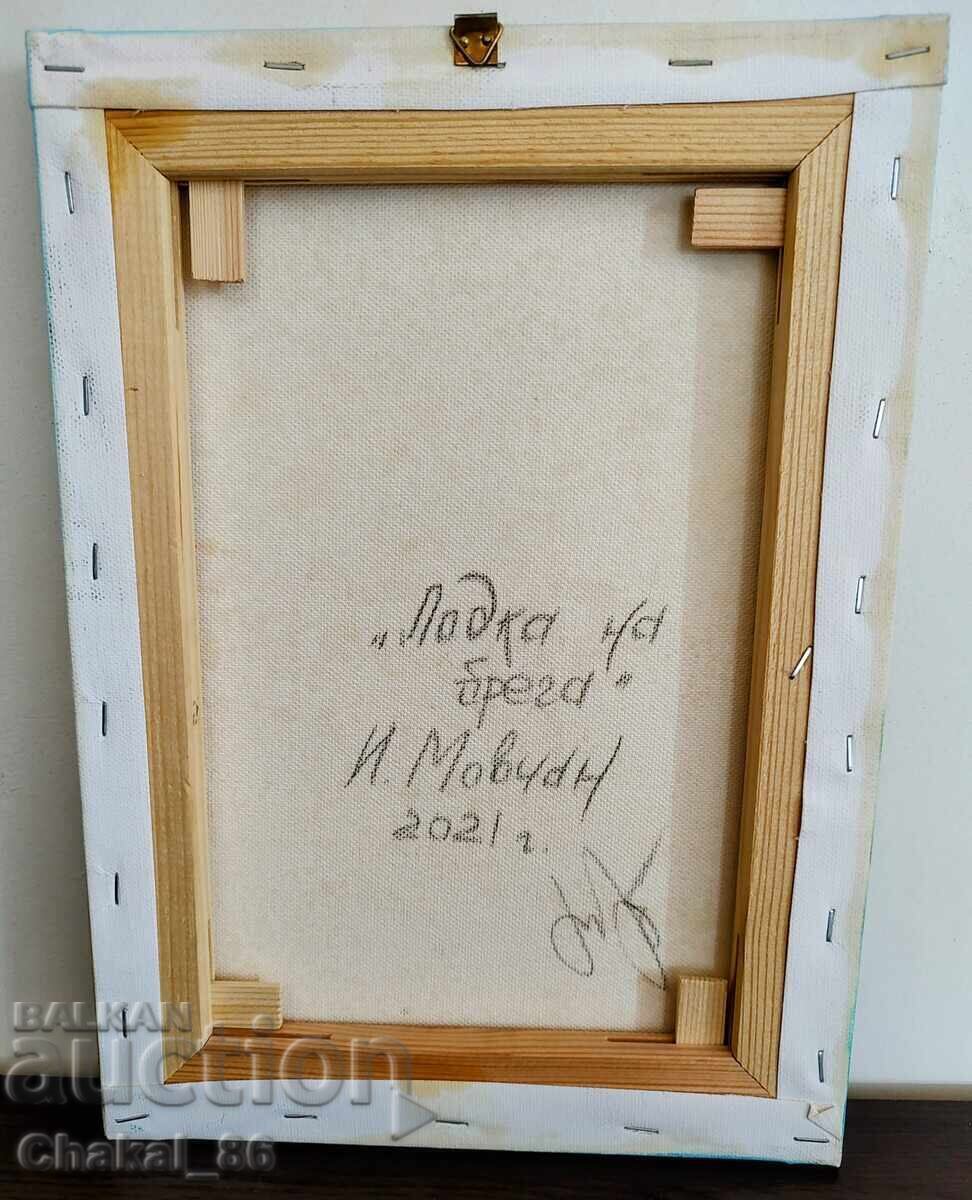 „Лодка на
брега"
И. Мовчан
2021 г.
BALKAN
auction
Chakal_86